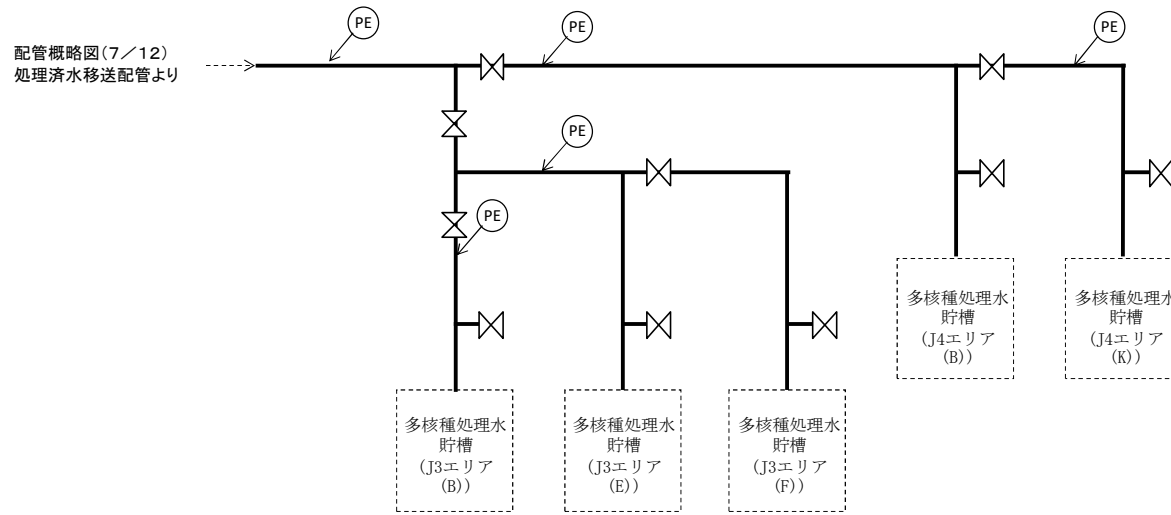 PE
PE
PE
配管概略図(7／12)
処理済水移送配管より
PE
PE
多核種処理水
貯槽
(J4エリア
(B))
多核種処理水
貯槽
(J4エリア
(K))
多核種処理水
貯槽
(J3エリア
(B))
多核種処理水
貯槽
(J3エリア
(E))
多核種処理水
貯槽
(J3エリア
(F))